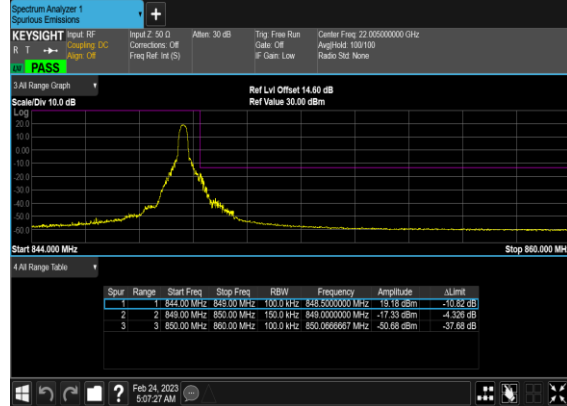 Spectrum Analyzer 1
Spurious Emissions
+
KEYSIGHT Input: RF Input Z: 50 Ω Atten: 30 dB Trig: Free Run Center Freq: 22.005000000 GHz
R T Coupling: DC Corrections: Off Gate: Off Avg|Hold: 100/100
Align: Off Freq Ref: Int (S) IF Gain: Low Radio Std: None
LW PASS
3 All Range Graph
Ref Lvl Offset 14.60 dB
Scale/Div 10.0 dB Ref Value 30.00 dBm
Log
20.0
10.0
0.00
-10.0
-20.0
-30.0
-40.0
-50.0
-60.0
Start 844.000 MHz Stop 860.000 MH
4 All Range Table
Spur Range Start Freq Stop Freq RBW Frequency Amplitude ΔLimit
1 1 844.00 MHz 849.00 MHz 100.0 kHz 848.5000000 MHz 19.18 dBm -10.82 dB
2 2 849.00 MHz 850.00 MHz 150.0 kHz 849.0000000 MHz -17.33 dBm -4.326 dB
3 3 850.00 MHz 860.00 MHz 100.0 kHz 850.0666667 MHz -50.68 dBm -37.68 dB
? Feb 24, 2023
5:07:27 AM